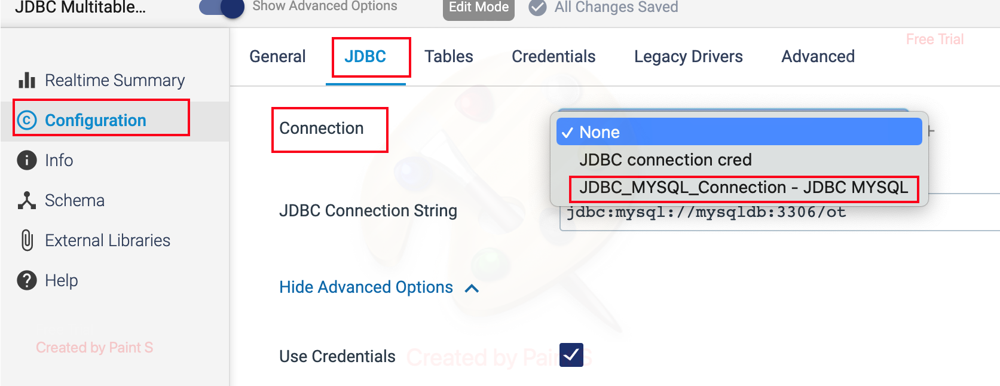 JDBC Multitable...
Show Advanced Options
Edit Mode
All Changes Saved
Free Trial
General
JDBC
Tables
Credentials
Legacy Drivers
Advanced
Realtime Summary
Configuration
Info
Schema
External Libraries
Help
Created by Paint S
Connection
None
JDBC connection cred
JDBC_MYSQL_Connection - JDBC MYSQL
JDBC Connection String
jdbc:mysql://mysqldb:3306/ot
Hide Advanced Options
Use Credentials
Created by Paint S